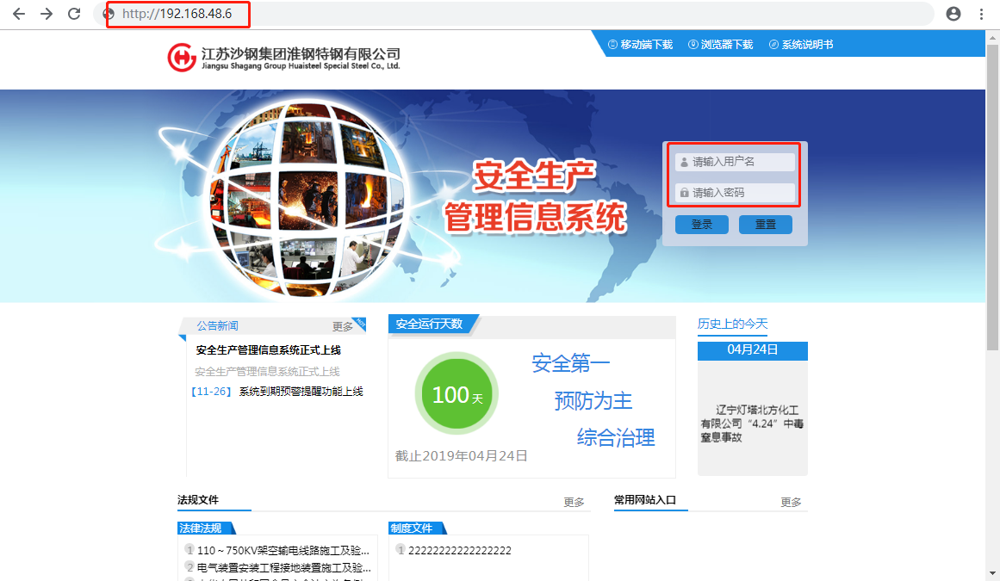 http://192.168.48.6
移动端下载 浏览器下载 系统说明书
江苏沙钢集团淮钢特钢有限公司
Jiangsu Shagang Group Huaisteel Special Steel Co., Ltd.
安全生产
管理信息系统
请输入用户名
请输入密码
登录 重置
公告新闻 更多
安全生产管理信息系统正式上线
安全生产管理信息系统正式上线
【11-26】 系统到期预警提醒功能上线
安全运行天数
100 天
截止2019年04月24日
安全第一
预防为主
综合治理
历史上的今天
04月24日
辽宁灯塔北方化工
有限公司“4.24”中毒
窒息事故
法规文件 更多
法律法规
1 110～750KV架空输电线路施工及验...
2 电气装置安装工程接地装置施工及验...
制度文件
1 22222222222222222
常用网站入口 更多